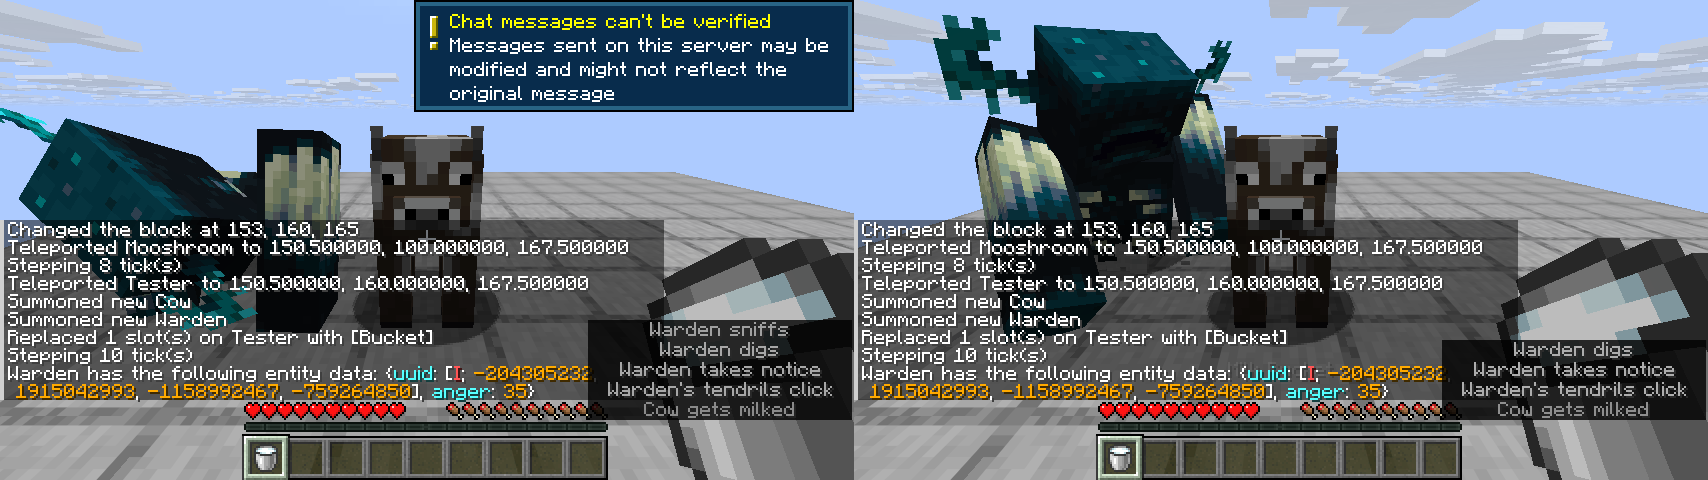 Chat messages can't be verified
Messages sent on this server may be
modified and might not reflect the
original message
Changed the block at 153, 160, 165
Teleported Mooshroom to 150.500000, 100.000000, 167.500000
Stepping 8 tick(s)
Teleported Tester to 150.500000, 160.000000, 167.500000
Summoned new Cow
Summoned new Warden
Replaced 1 slot(s) on Tester with [Bucket]
Stepping 10 tick(s)
Warden has the following entity data: {uuid: [I; -204305232,
1915042993, -1158992467, -759264850], anger: 35}
Warden sniffs
Warden digs
Warden takes notice
Warden's tendrils click
Cow gets milked
Changed the block at 153, 160, 165
Teleported Mooshroom to 150.500000, 100.000000, 167.500000
Stepping 8 tick(s)
Teleported Tester to 150.500000, 160.000000, 167.500000
Summoned new Cow
Summoned new Warden
Replaced 1 slot(s) on Tester with [Bucket]
Stepping 10 tick(s)
Warden has the following entity data: {uuid: [I; -204305232,
1915042993, -1158992467, -759264850], anger: 35}
Warden digs
Warden takes notice
Warden's tendrils click
Cow gets milked